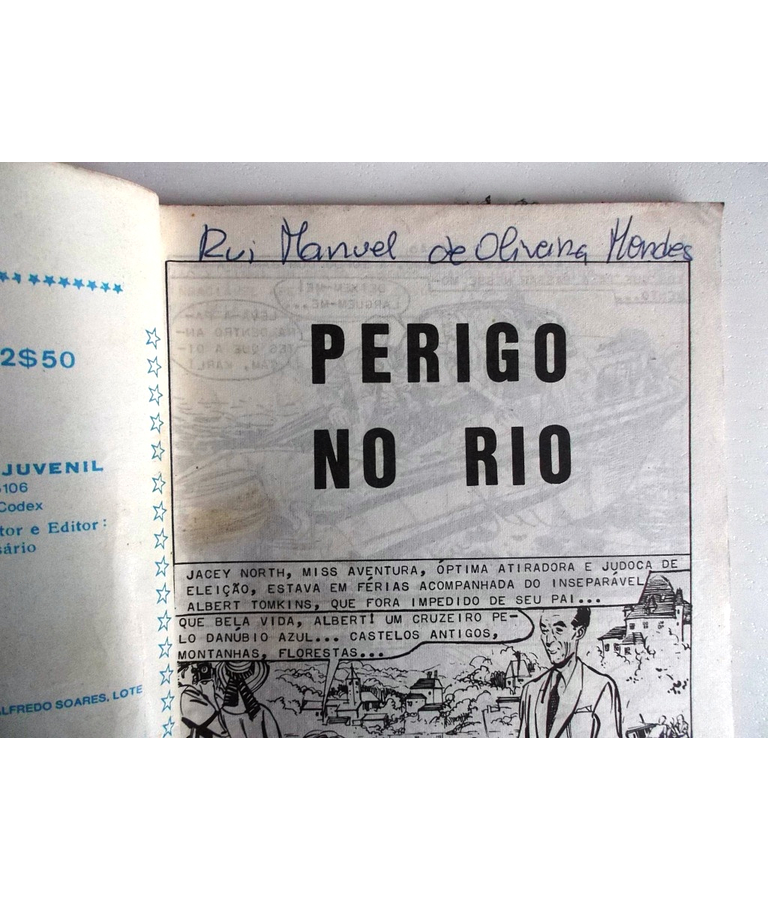 2$50
JUVENIL
106
Codex
tor e Editor:
sário
ALFREDO SOARES, LOTE
Rui Manuel de Oliveira Mendes
PERIGO
NO RIO
JACEY NORTH, MISS AVENTURA, ÓPTIMA ATIRADORA E JUDOCA DE
ELEIÇÃO, ESTAVA EM FÉRIAS ACOMPANHADA DO INSEPARÁVEL
ALBERT TOMKINS, QUE FORA IMPEDIDO DE SEU PAI...
QUE BELA VIDA, ALBERT! UM CRUZEIRO PE-
LO DANÚBIO AZUL... CASTELOS ANTIGOS,
MONTANHAS, FLORESTAS...